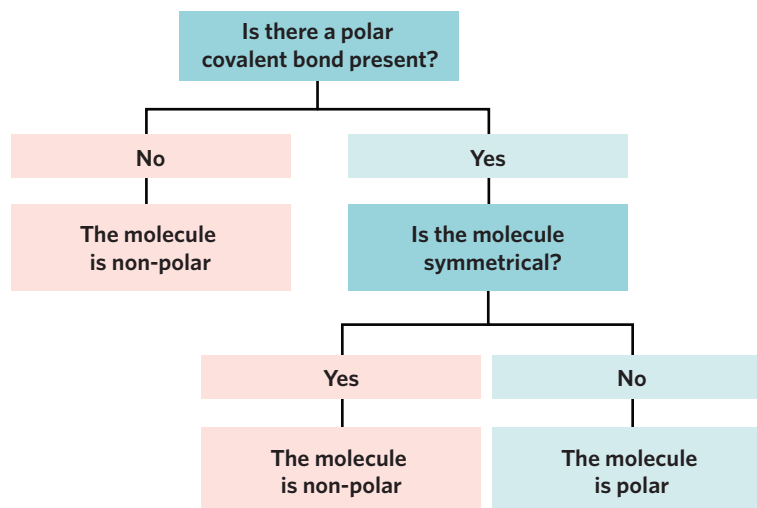 Is there a polar
covalent bond present?
No
Yes
The molecule
is non-polar
Is the molecule
symmetrical?
Yes
No
The molecule
is non-polar
The molecule
is polar